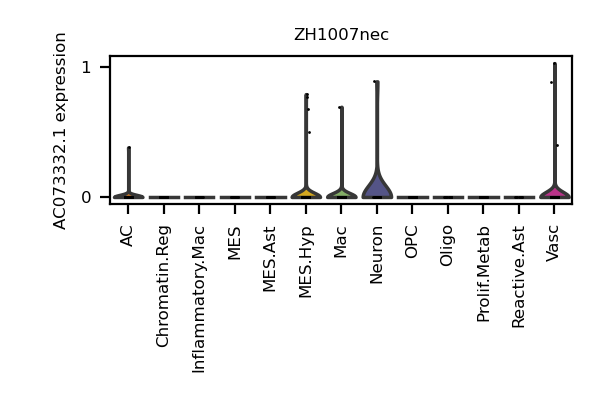 ZH1007nec
AC073332.1 expression
1
0
AC
Chromatin.Reg
Inflammatory.Mac
MES
MES.Ast
MES.Hyp
Mac
Neuron
OPC
Oligo
Prolif.Metab
Reactive.Ast
Vasc